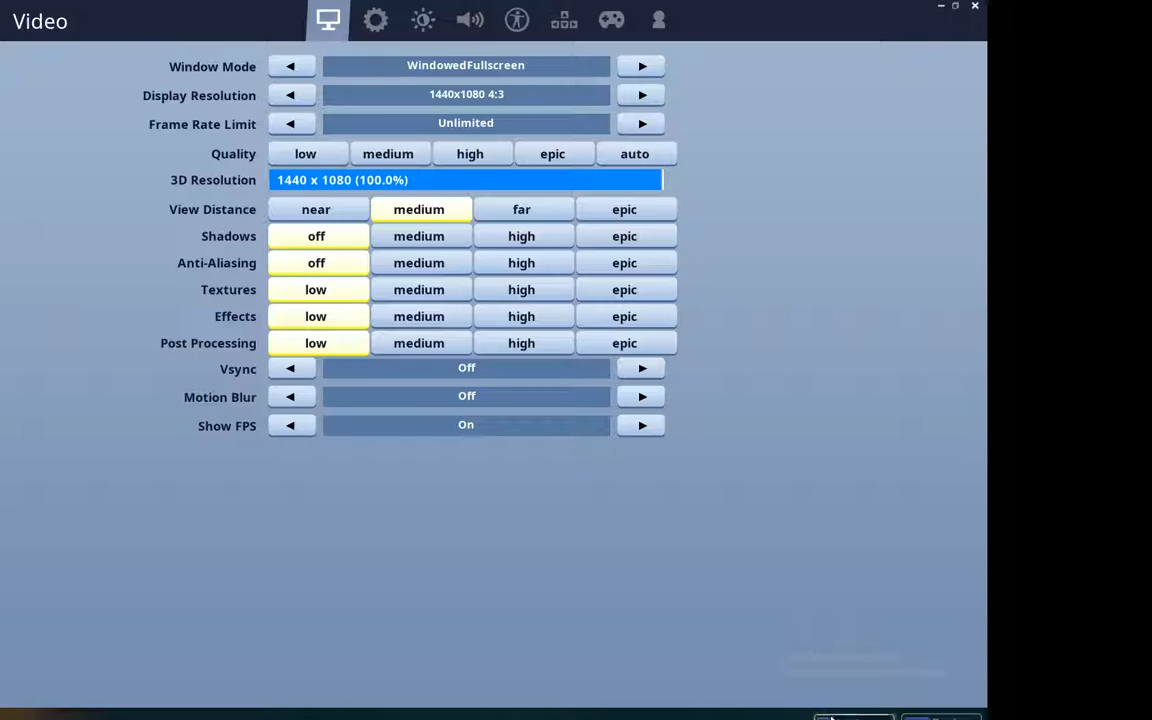 Video
Window Mode ◄ WindowedFullscreen ►
Display Resolution ◄ 1440x1080 4:3 ►
Frame Rate Limit ◄ Unlimited ►
Quality low medium high epic auto
3D Resolution 1440 x 1080 (100.0%)
View Distance near medium far epic
Shadows off medium high epic
Anti-Aliasing off medium high epic
Textures low medium high epic
Effects low medium high epic
Post Processing low medium high epic
Vsync ◄ Off ►
Motion Blur ◄ Off ►
Show FPS ◄ On ►